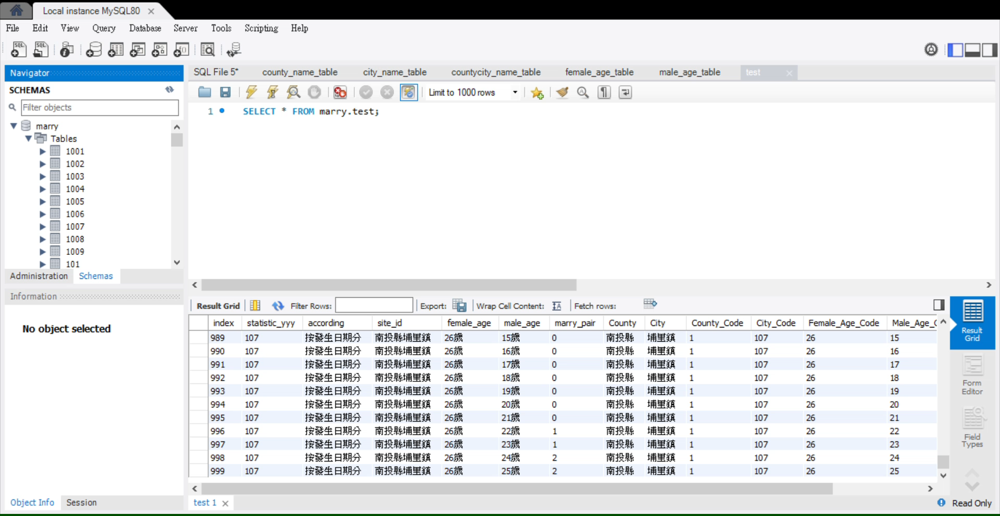 Local instance MySQL80
File Edit View Query Database Server Tools Scripting Help
Navigator
SCHEMAS
Filter objects
marry
Tables
1001
1002
1003
1004
1005
1006
1007
1008
1009
101
Administration Schemas
Information
No object selected
Object Info Session
SQL File 5* county_name_table city_name_table countycity_name_table female_age_table male_age_table test
Limit to 1000 rows
1 SELECT * FROM marry.test;
Result Grid Filter Rows: Export: Wrap Cell Content: Fetch rows:
index statistic_yyy according site_id female_age male_age marry_pair County City County_Code City_Code Female_Age_Code Male_Age_C
989 107 按發生日期分 南投縣埔里鎮 26歲 15歲 0 南投縣 埔里鎮 1 107 26 15
990 107 按發生日期分 南投縣埔里鎮 26歲 16歲 0 南投縣 埔里鎮 1 107 26 16
991 107 按發生日期分 南投縣埔里鎮 26歲 17歲 0 南投縣 埔里鎮 1 107 26 17
992 107 按發生日期分 南投縣埔里鎮 26歲 18歲 0 南投縣 埔里鎮 1 107 26 18
993 107 按發生日期分 南投縣埔里鎮 26歲 19歲 0 南投縣 埔里鎮 1 107 26 19
994 107 按發生日期分 南投縣埔里鎮 26歲 20歲 0 南投縣 埔里鎮 1 107 26 20
995 107 按發生日期分 南投縣埔里鎮 26歲 21歲 0 南投縣 埔里鎮 1 107 26 21
996 107 按發生日期分 南投縣埔里鎮 26歲 22歲 1 南投縣 埔里鎮 1 107 26 22
997 107 按發生日期分 南投縣埔里鎮 26歲 23歲 1 南投縣 埔里鎮 1 107 26 23
998 107 按發生日期分 南投縣埔里鎮 26歲 24歲 2 南投縣 埔里鎮 1 107 26 24
999 107 按發生日期分 南投縣埔里鎮 26歲 25歲 2 南投縣 埔里鎮 1 107 26 25
Result
Grid
Form
Editor
Field
Types
test 1
Read Only